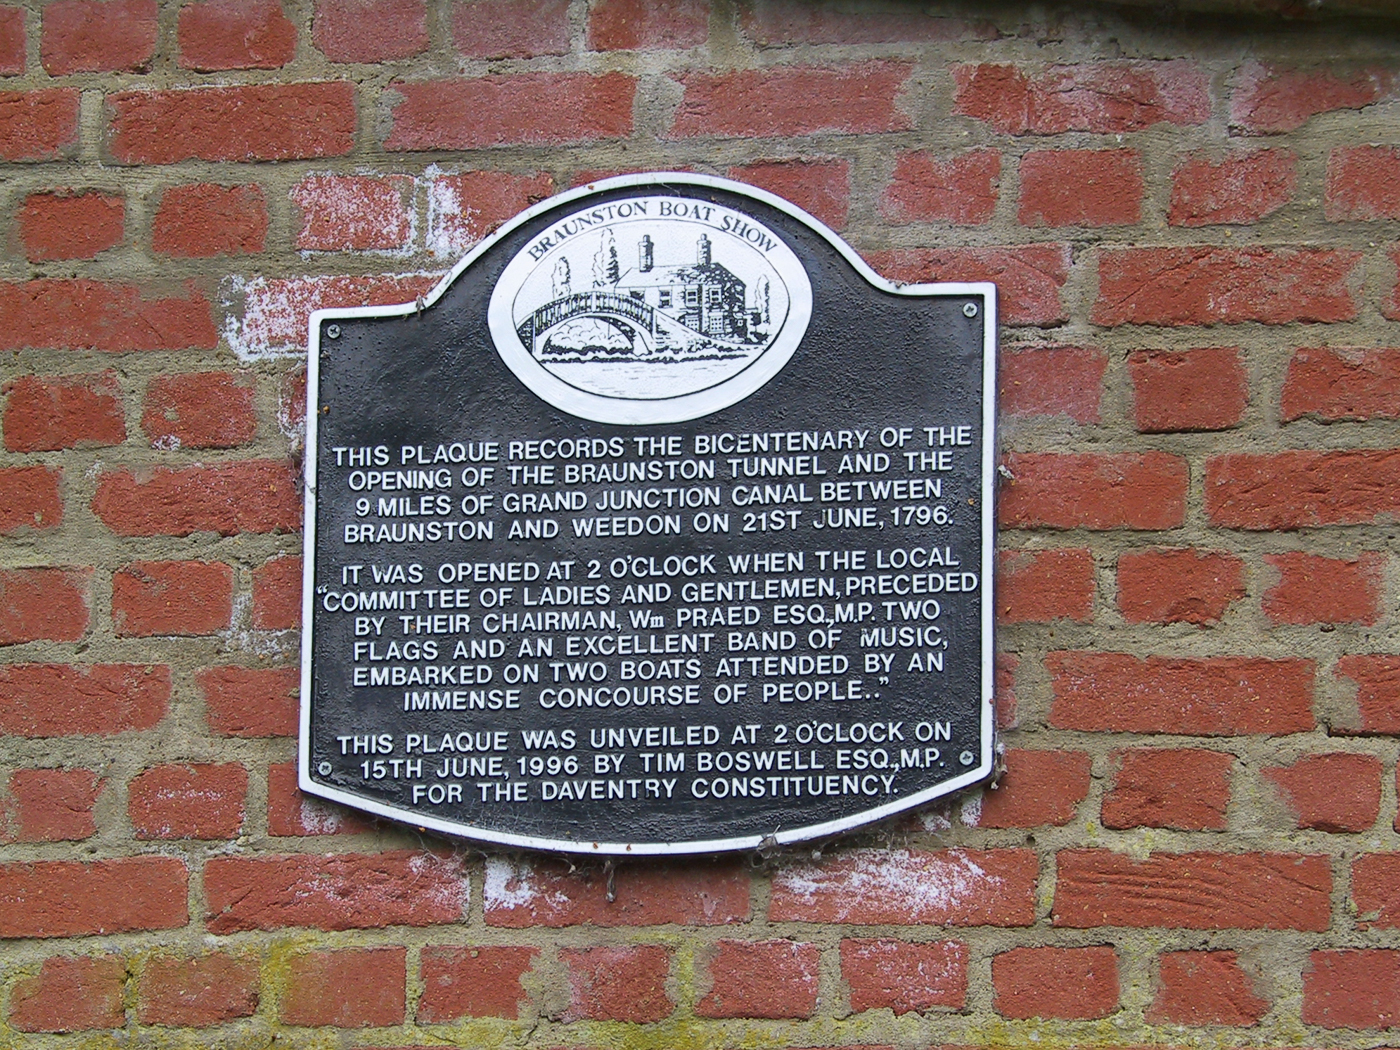 BRAUNSTON BOAT SHOW
THIS PLAQUE RECORDS THE BICENTENARY OF THE
OPENING OF THE BRAUNSTON TUNNEL AND THE
9 MILES OF GRAND JUNCTION CANAL BETWEEN
BRAUNSTON AND WEEDON ON 21ST JUNE, 1796.
IT WAS OPENED AT 2 O'CLOCK WHEN THE LOCAL
"COMMITTEE OF LADIES AND GENTLEMEN, PRECEDED
BY THEIR CHAIRMAN, Wm PRAED ESQ., M.P. TWO
FLAGS AND AN EXCELLENT BAND OF MUSIC,
EMBARKED ON TWO BOATS ATTENDED BY AN
IMMENSE CONCOURSE OF PEOPLE.."
THIS PLAQUE WAS UNVEILED AT 2 O'CLOCK ON
15TH JUNE, 1996 BY TIM BOSWELL ESQ., M.P.
FOR THE DAVENTRY CONSTITUENCY.